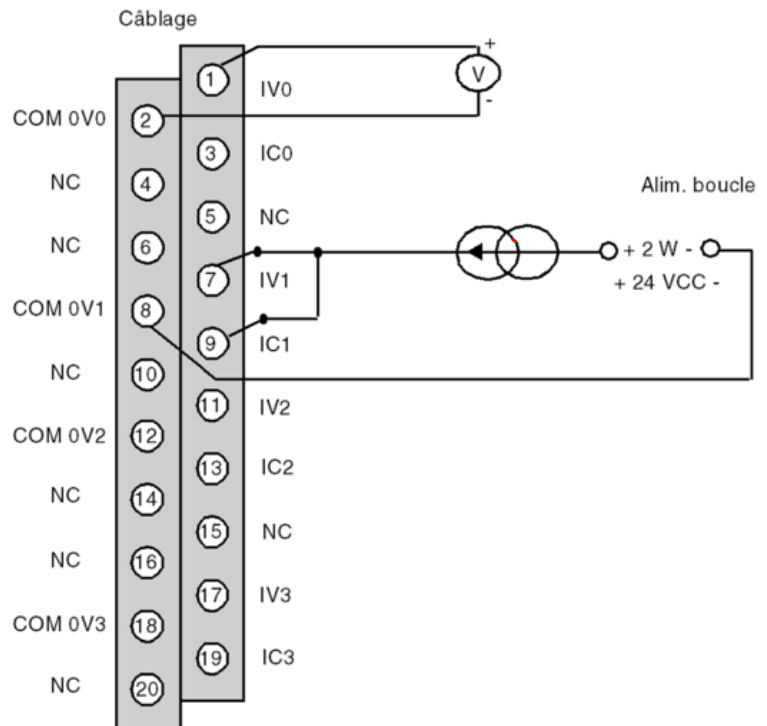 Câblage
1
+
V
-
IV0
COM 0V0
2
3
IC0
NC
4
Alim. boucle
5
NC
NC
6
7
IV1
+ 2 W -
+ 24 VCC -
COM 0V1
8
9
IC1
NC
10
11
IV2
COM 0V2
12
13
IC2
NC
14
15
NC
NC
16
17
IV3
COM 0V3
18
19
IC3
NC
20